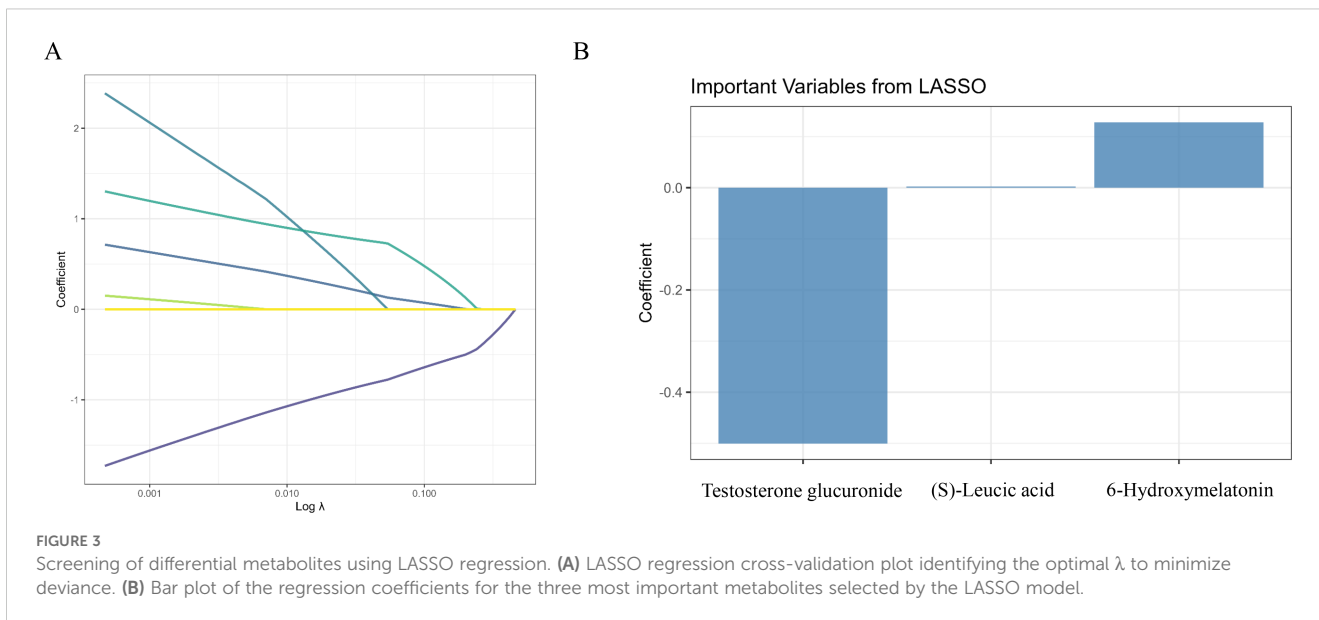 A
B
Important Variables from LASSO
2
1
0
-1
Coefficient
0.001
0.010
0.100
Log λ
0.0
-0.2
-0.4
Coefficient
Testosterone glucuronide
(S)-Leucic acid
6-Hydroxymelatonin
FIGURE 3
Screening of differential metabolites using LASSO regression. (A) LASSO regression cross-validation plot identifying the optimal λ to minimize
deviance. (B) Bar plot of the regression coefficients for the three most important metabolites selected by the LASSO model.